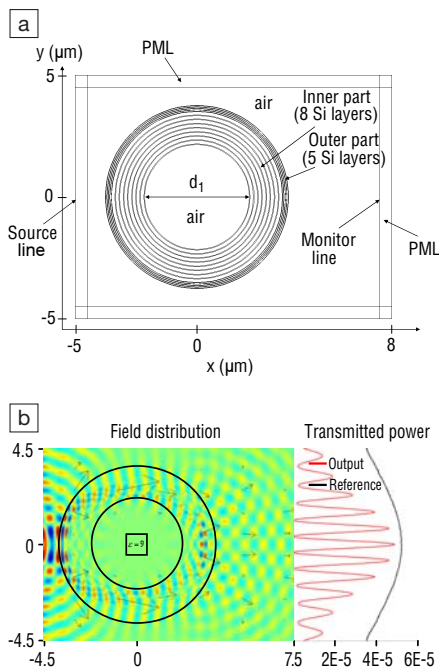 a
y (µm)
PML
5
air
Inner part
(8 Si layers)
Outer part
(5 Si layers)
d1
0
air
Source
line
Monitor
line
PML
-5
-5
0
8
x (µm)
b
Field distribution
Transmitted power
4.5
Output
Reference
0
ε = 9
-4.5
-4.5
0
7.5
2E-5
4E-5
6E-5